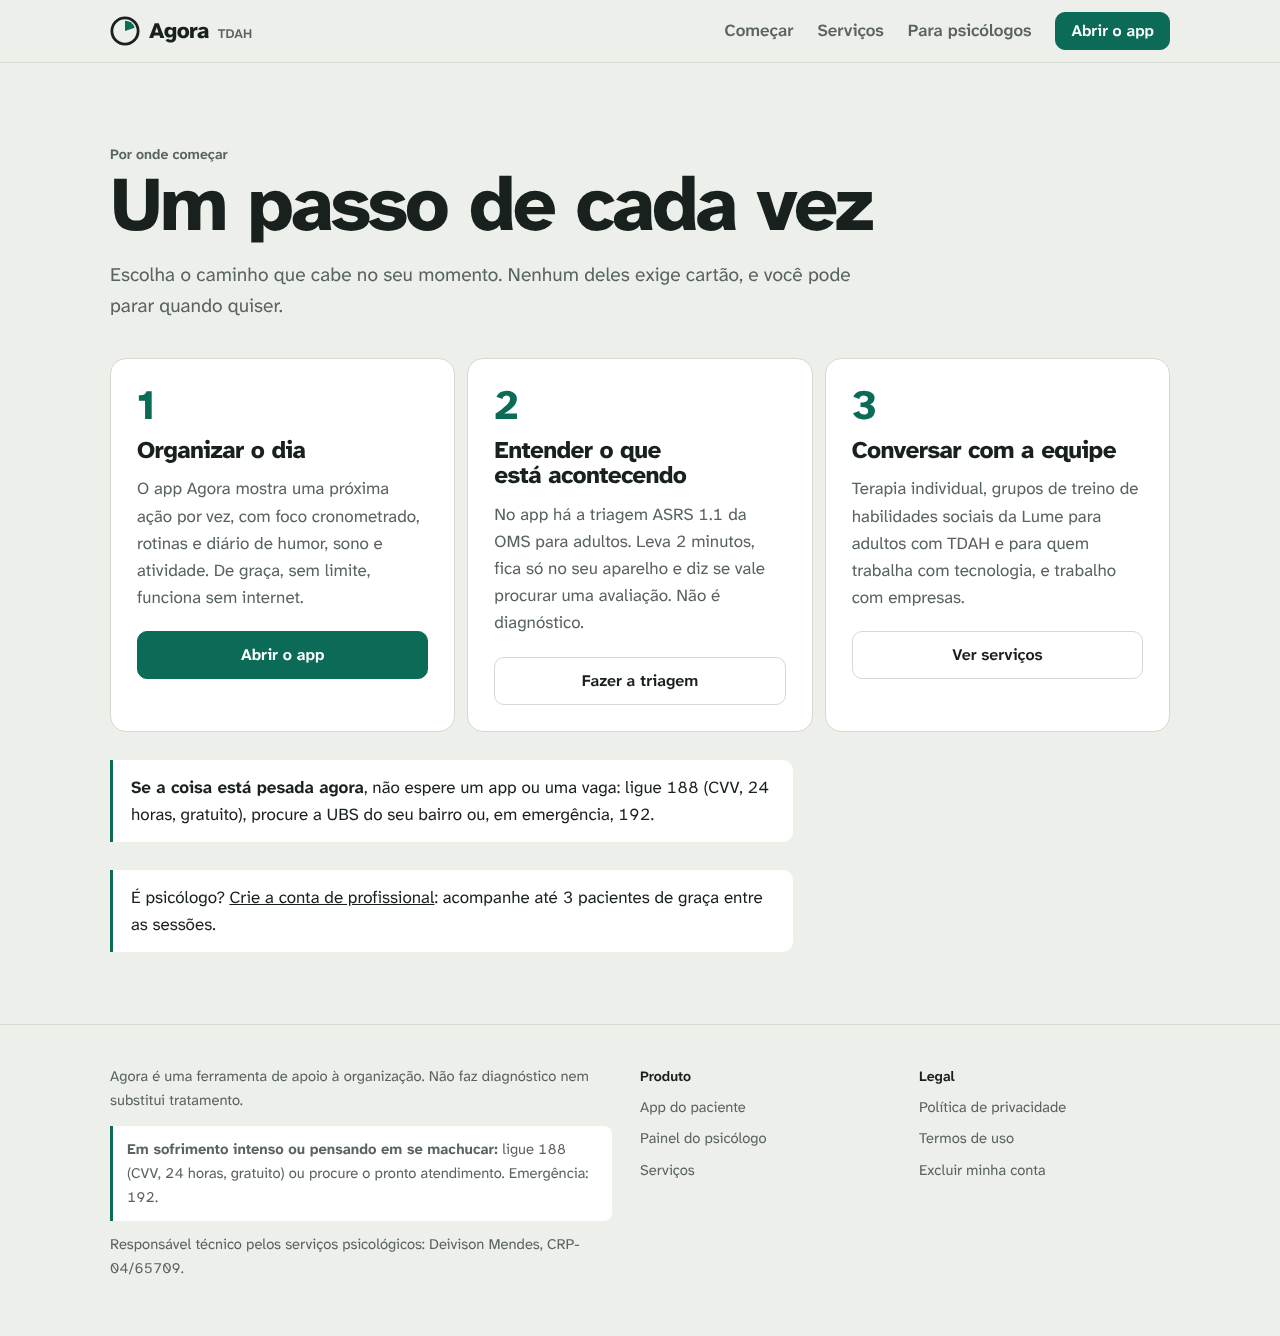 Agora TDAH
Começar Serviços Para psicólogos Abrir o app
Por onde começar
Um passo de cada vez
Escolha o caminho que cabe no seu momento. Nenhum deles exige cartão, e você pode
parar quando quiser.
1
Organizar o dia
O app Agora mostra uma próxima
ação por vez, com foco cronometrado,
rotinas e diário de humor, sono e
atividade. De graça, sem limite,
funciona sem internet.
Abrir o app
2
Entender o que
está acontecendo
No app há a triagem ASRS 1.1 da
OMS para adultos. Leva 2 minutos,
fica só no seu aparelho e diz se vale
procurar uma avaliação. Não é
diagnóstico.
Fazer a triagem
3
Conversar com a equipe
Terapia individual, grupos de treino de
habilidades sociais da Lume para
adultos com TDAH e para quem
trabalha com tecnologia, e trabalho
com empresas.
Ver serviços
Se a coisa está pesada agora, não espere um app ou uma vaga: ligue 188 (CVV, 24
horas, gratuito), procure a UBS do seu bairro ou, em emergência, 192.
É psicólogo? Crie a conta de profissional: acompanhe até 3 pacientes de graça entre
as sessões.
Agora é uma ferramenta de apoio à organização. Não faz diagnóstico nem
substitui tratamento.
Em sofrimento intenso ou pensando em se machucar: ligue 188
(CVV, 24 horas, gratuito) ou procure o pronto atendimento. Emergência:
192.
Responsável técnico pelos serviços psicológicos: Deivison Mendes, CRP-
04/65709.
Produto
App do paciente
Painel do psicólogo
Serviços
Legal
Política de privacidade
Termos de uso
Excluir minha conta